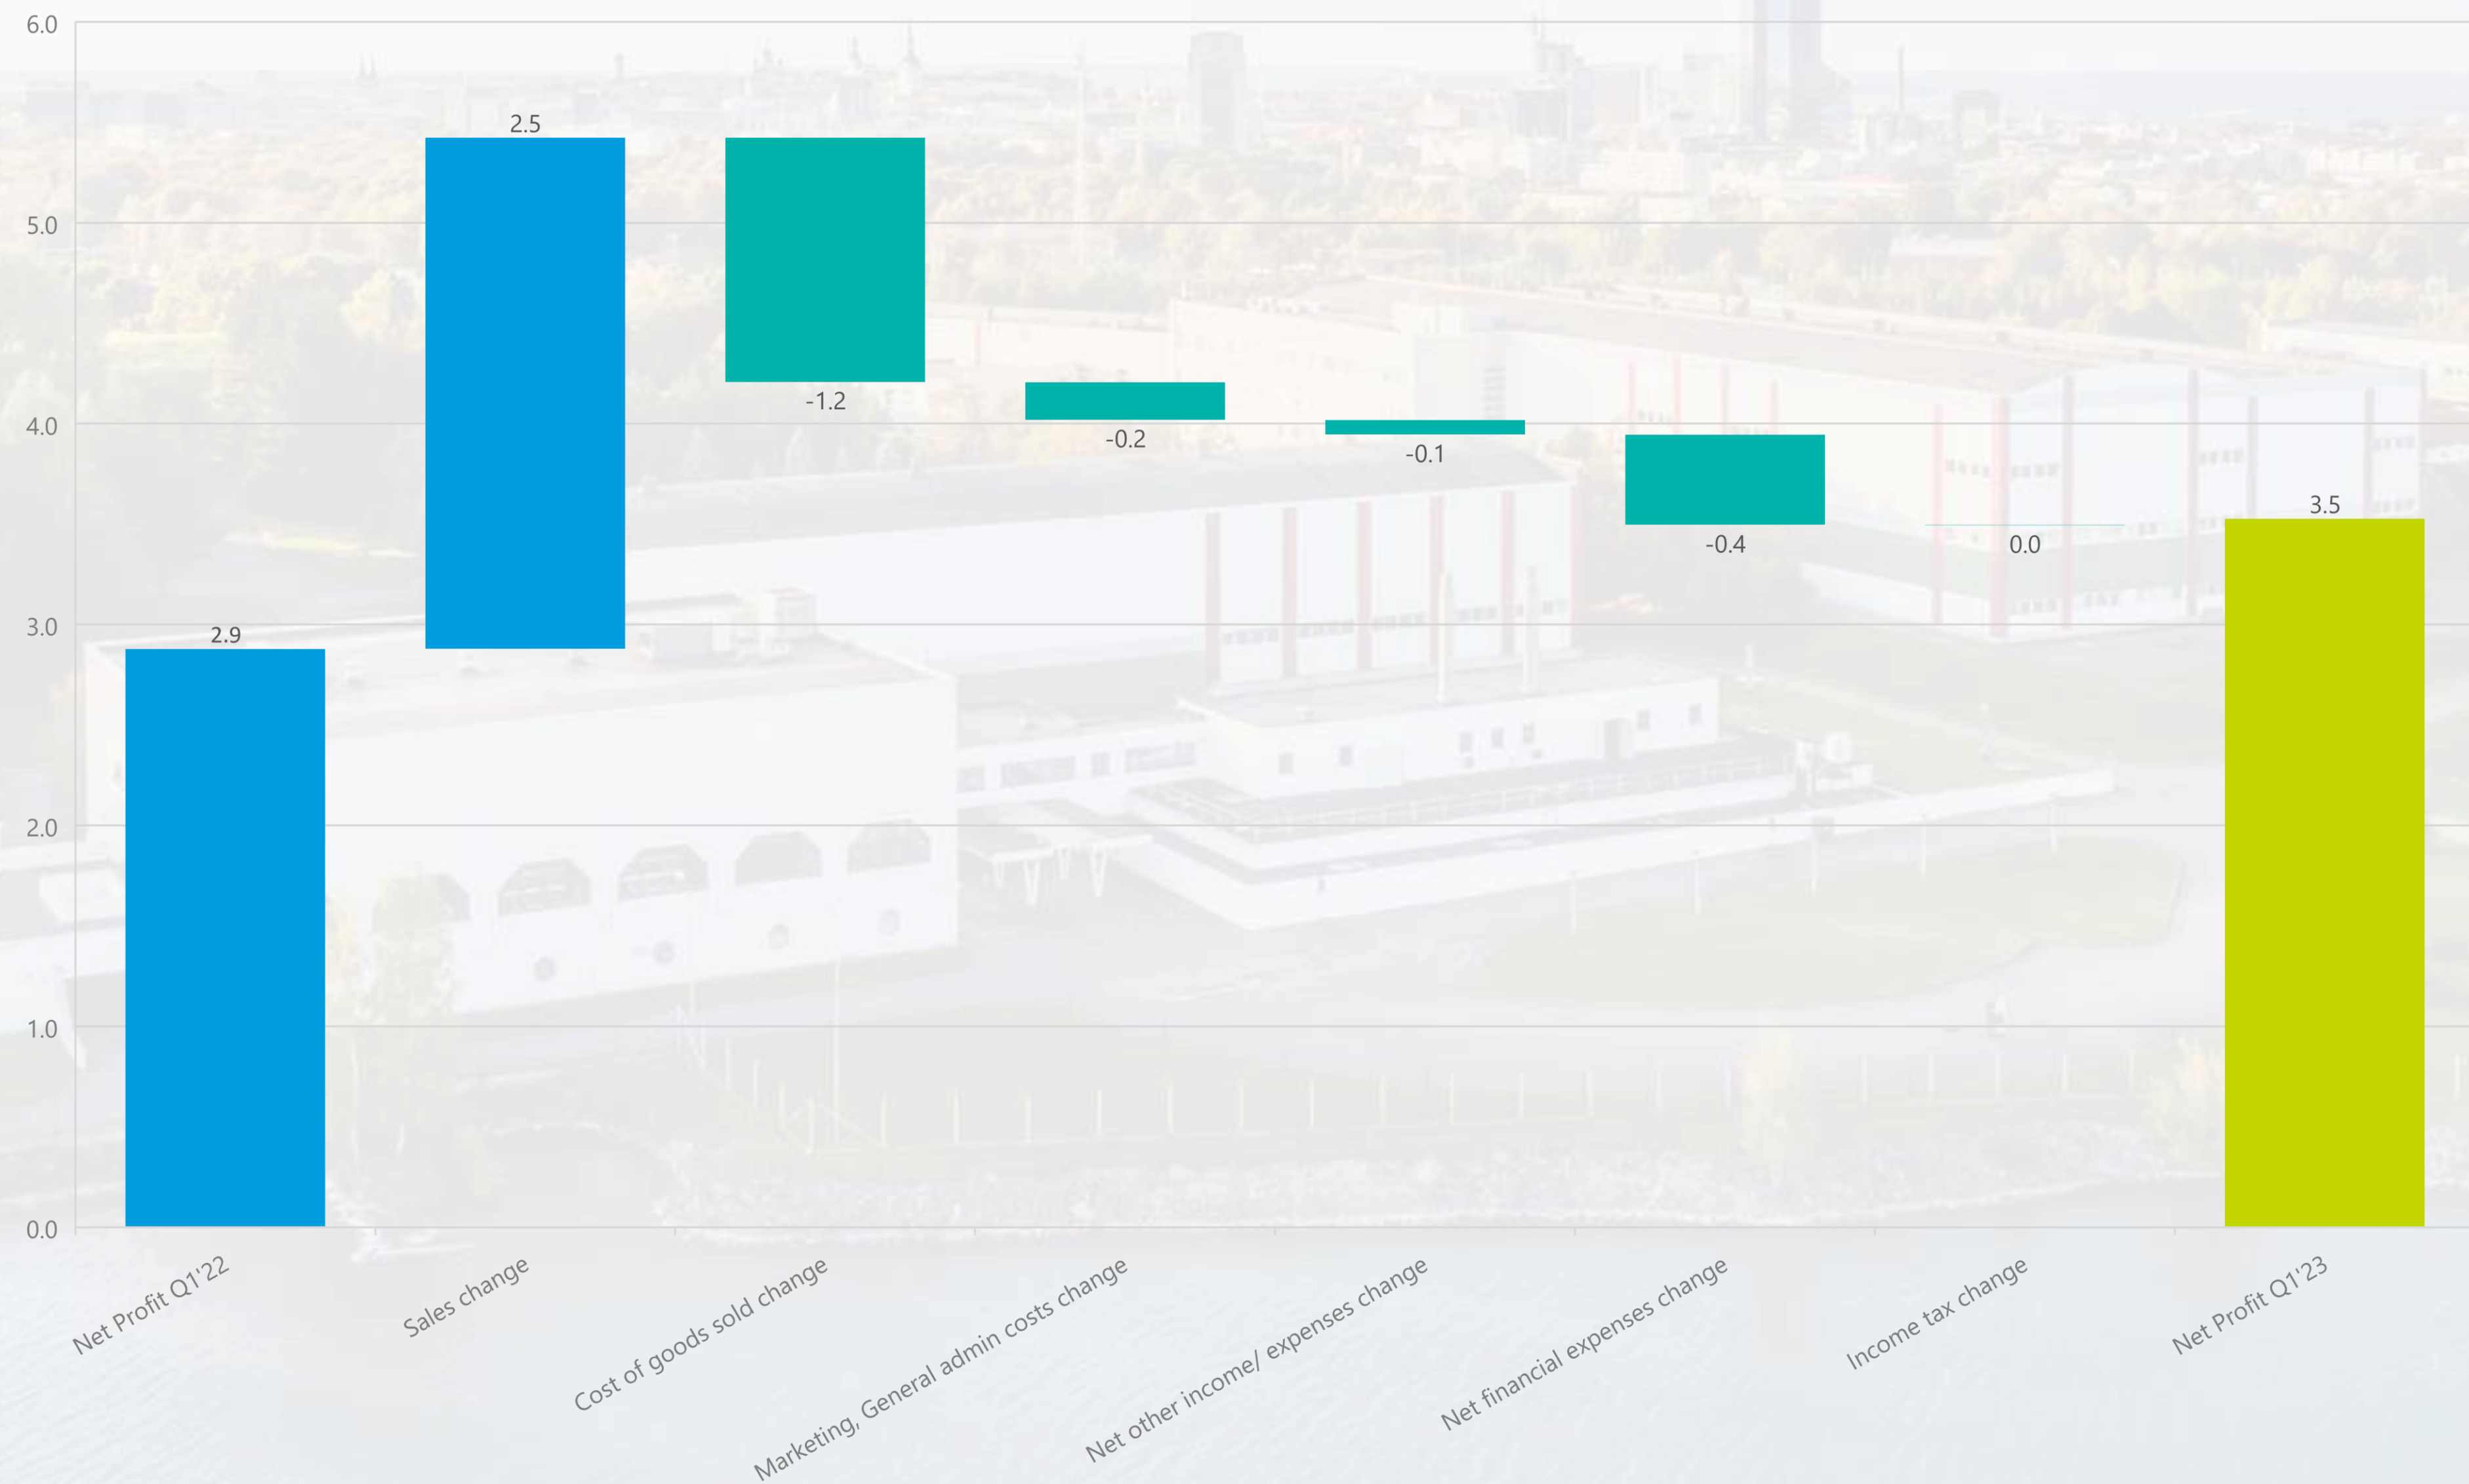 6.0
5.0
4.0
3.0
2.0
1.0
0.0
2.9
2.5
-1.2
-0.2
-0.1
-0.4
0.0
3.5
Net Profit Q1'22
Sales change
Cost of goods sold change
Marketing, General admin costs change
Net other income/ expenses change
Net financial expenses change
Income tax change
Net Profit Q1'23